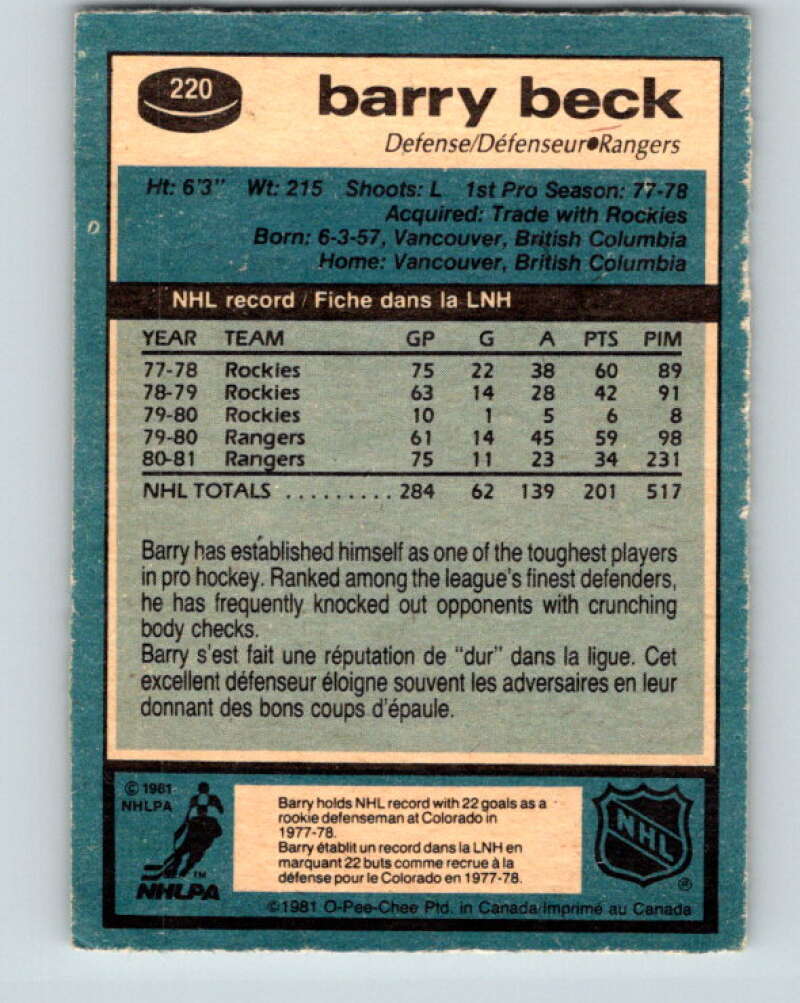 220
barry beck
Defense/Défenseur●Rangers
Ht: 6'3" Wt: 215 Shoots: L 1st Pro Season: 77-78
Acquired: Trade with Rockies
Born: 6-3-57, Vancouver, British Columbia
Home: Vancouver, British Columbia
NHL record / Fiche dans la LNH
YEAR TEAM GP G A PTS PIM
77-78 Rockies 75 22 38 60 89
78-79 Rockies 63 14 28 42 91
79-80 Rockies 10 1 5 6 8
79-80 Rangers 61 14 45 59 98
80-81 Rangers 75 11 23 34 231
NHL TOTALS ......... 284 62 139 201 517
Barry has established himself as one of the toughest players
in pro hockey. Ranked among the league's finest defenders,
he has frequently knocked out opponents with crunching
body checks.
Barry s'est fait une réputation de "dur" dans la ligue. Cet
excellent défenseur éloigne souvent les adversaires en leur
donnant des bons coups d'épaule.
© 1981
NHLPA
Barry holds NHL record with 22 goals as a
rookie defenseman at Colorado in
1977-78.
Barry établit un record dans la LNH en
marquant 22 buts comme recrue à la
défense pour le Colorado en 1977-78.
NHL
®
TM
NHLPA
©1981 O-Pee-Chee Ptd. in Canada/Imprimé au Canada